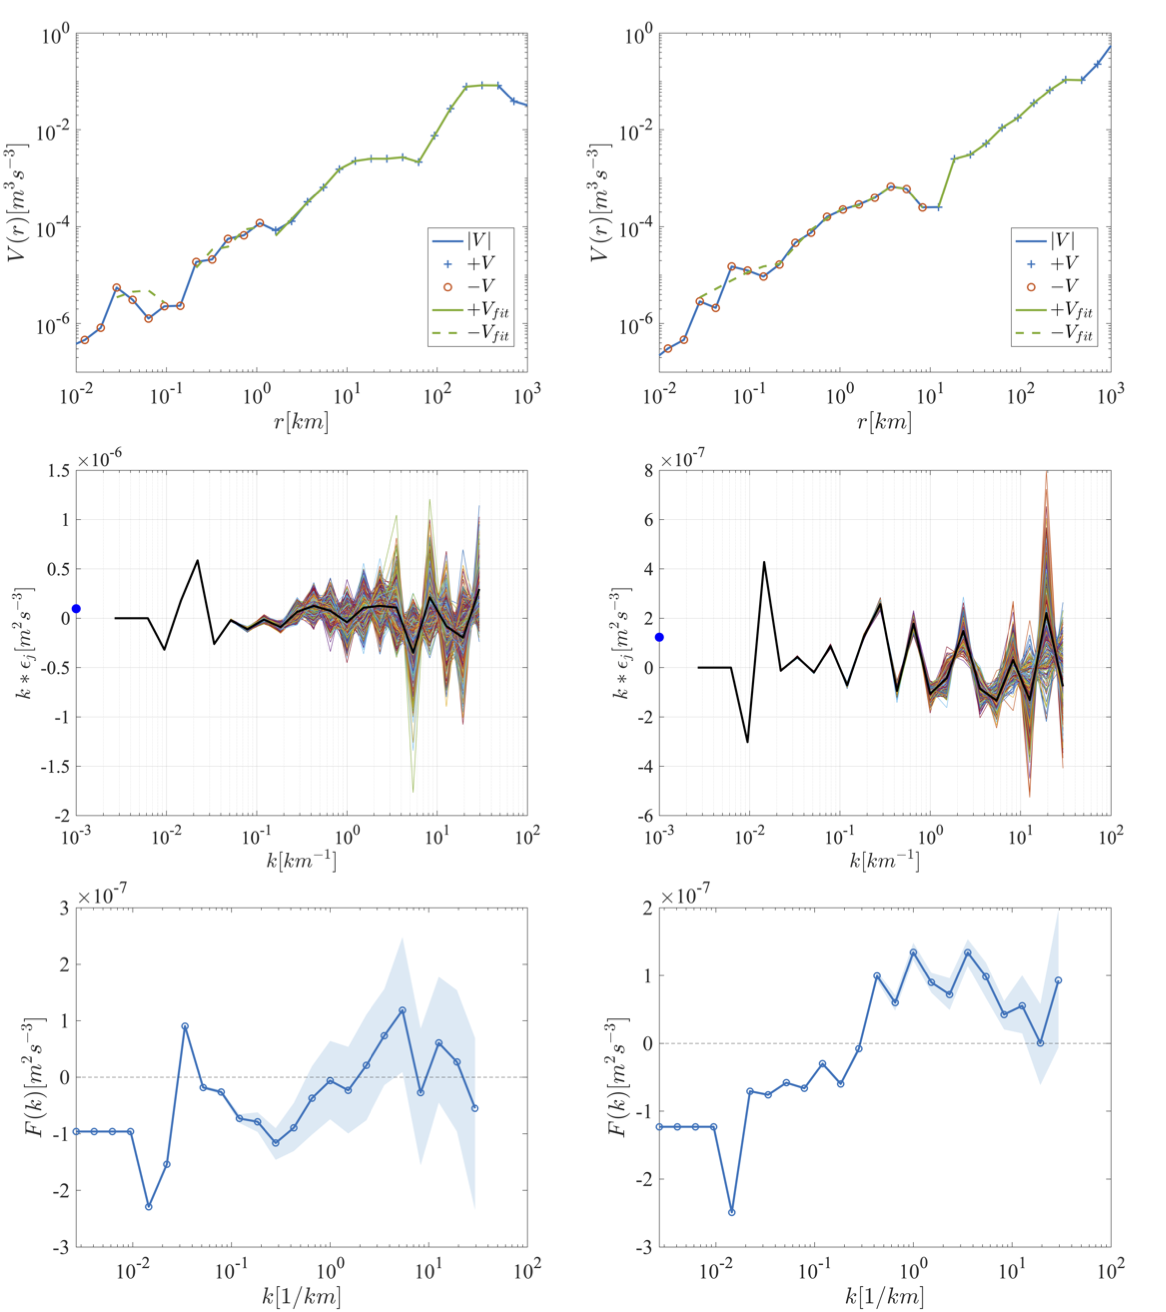 10^0
10^-2
10^-4
10^-6
V(r)[m^3 s^-3]
|V|
+V
−V
+V_fit
−V_fit
10^-2 10^-1 10^0 10^1 10^2 10^3
r[km]
10^0
10^-2
10^-4
10^-6
V(r)[m^3 s^-3]
|V|
+V
−V
+V_fit
−V_fit
10^-2 10^-1 10^0 10^1 10^2 10^3
r[km]
×10^-6
1.5
1
0.5
0
-0.5
-1
-1.5
-2
k ∗ ϵ_j[m^2 s^-3]
10^-3 10^-2 10^-1 10^0 10^1 10^2
k[km^-1]
×10^-7
8
6
4
2
0
-2
-4
-6
k ∗ ϵ_j[m^2 s^-3]
10^-3 10^-2 10^-1 10^0 10^1 10^2
k[km^-1]
×10^-7
3
2
1
0
-1
-2
-3
F(k)[m^2 s^-3]
10^-2 10^-1 10^0 10^1 10^2
k[1/km]
×10^-7
2
1
0
-1
-2
-3
F(k)[m^2 s^-3]
10^-2 10^-1 10^0 10^1 10^2
k[1/km]